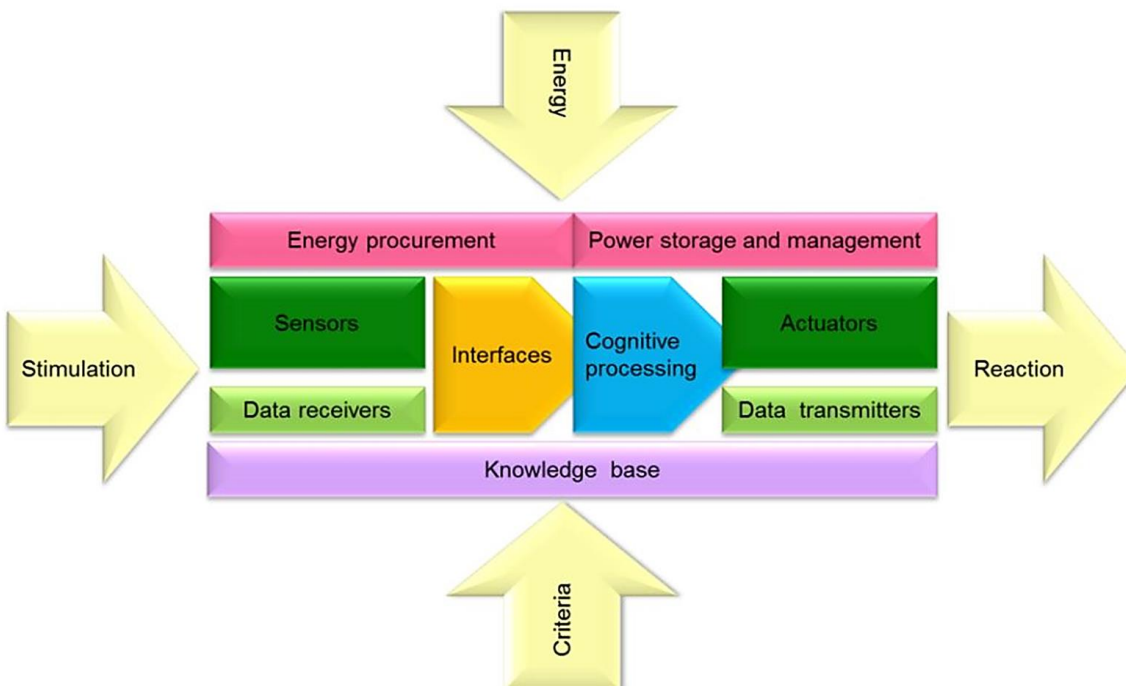 Energy
Energy procurement
Power storage and management
Sensors
Actuators
Stimulation
Interfaces
Cognitive
processing
Reaction
Data receivers
Data transmitters
Knowledge base
Criteria